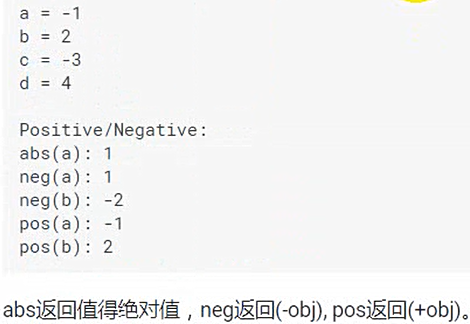 a = -1
b = 2
c = -3
d = 4
Positive/Negative:
abs(a): 1
neg(a): 1
neg(b): -2
pos(a): -1
pos(b): 2
abs返回值得绝对值，neg返回(-obj), pos返回(+obj)。